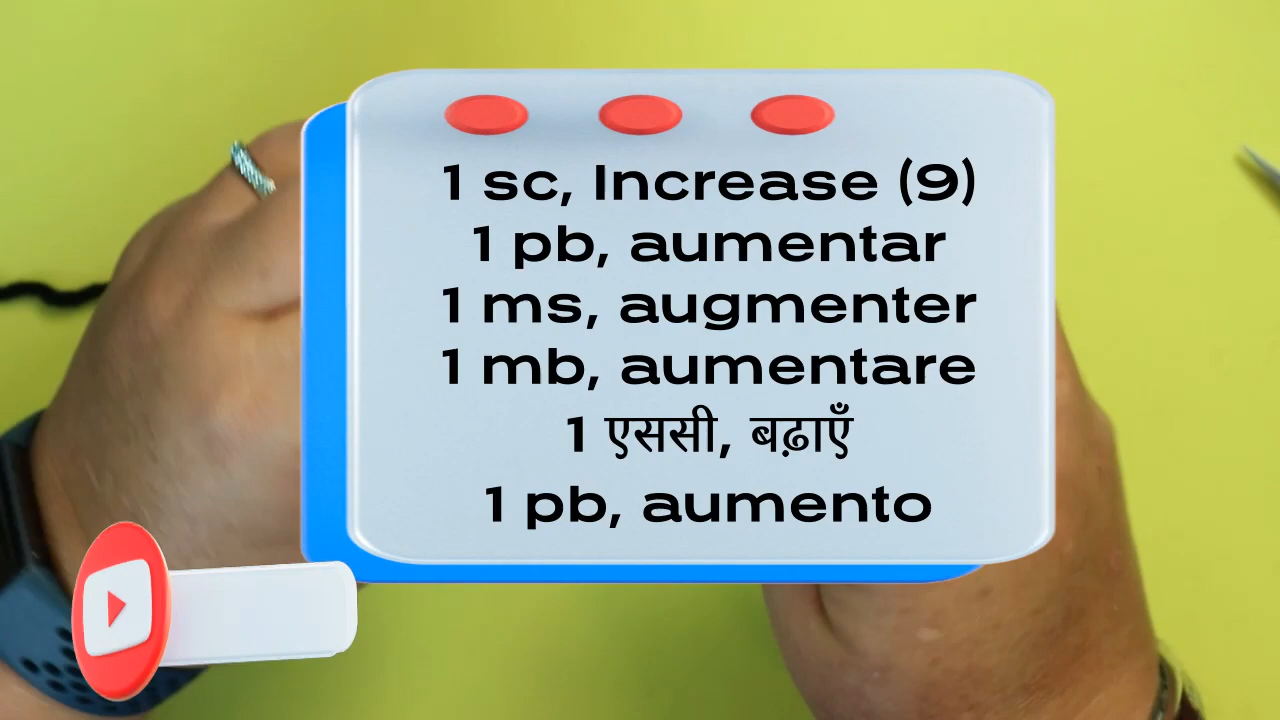 1 sc, Increase (9)
1 pb, aumentar
1 ms, augmenter
1 mb, aumentare
1 एससी, बढ़ाएँ
1 pb, aumento